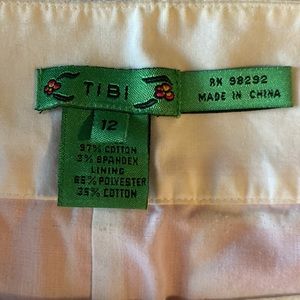 TIBI
RN 98292
MADE IN CHINA
12
97% COTTON
3% SPANDEX
LINING
65% POLYESTER
35% COTTON